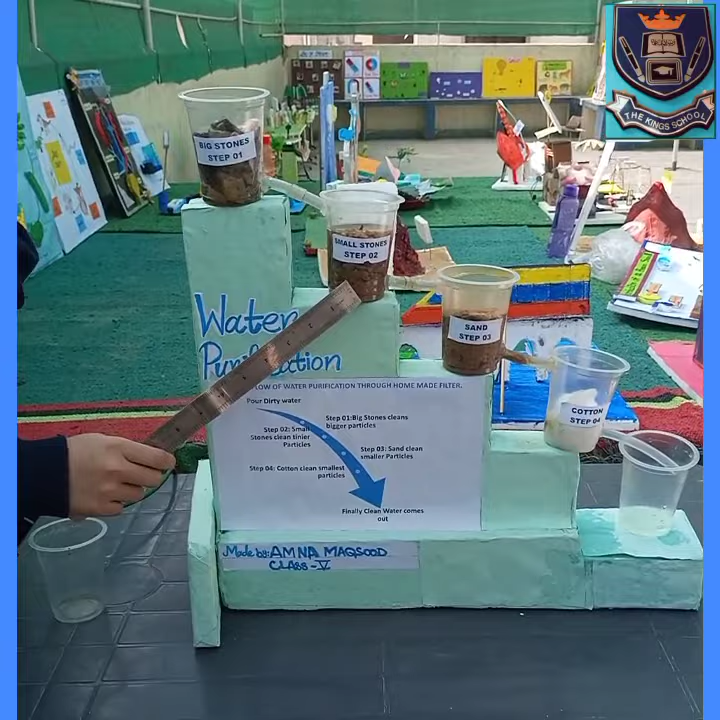 THE KINGS SCHOOL
BIG STONES
STEP 01
SMALL STONES
STEP 02
SAND
STEP 03
COTTON
STEP 04
Water
Purification
FLOW OF WATER PURIFICATION THROUGH HOME MADE FILTER.
Pour Dirty water
Step 01:Big Stones cleans
bigger particles
Step 02: Small
Stones clean tinier
Particles
Step 03: Sand clean
smaller Particles
Step 04: Cotton clean smallest
particles
Finally Clean Water comes
out
Made by: AMNA MAQSOOD
CLASS-V